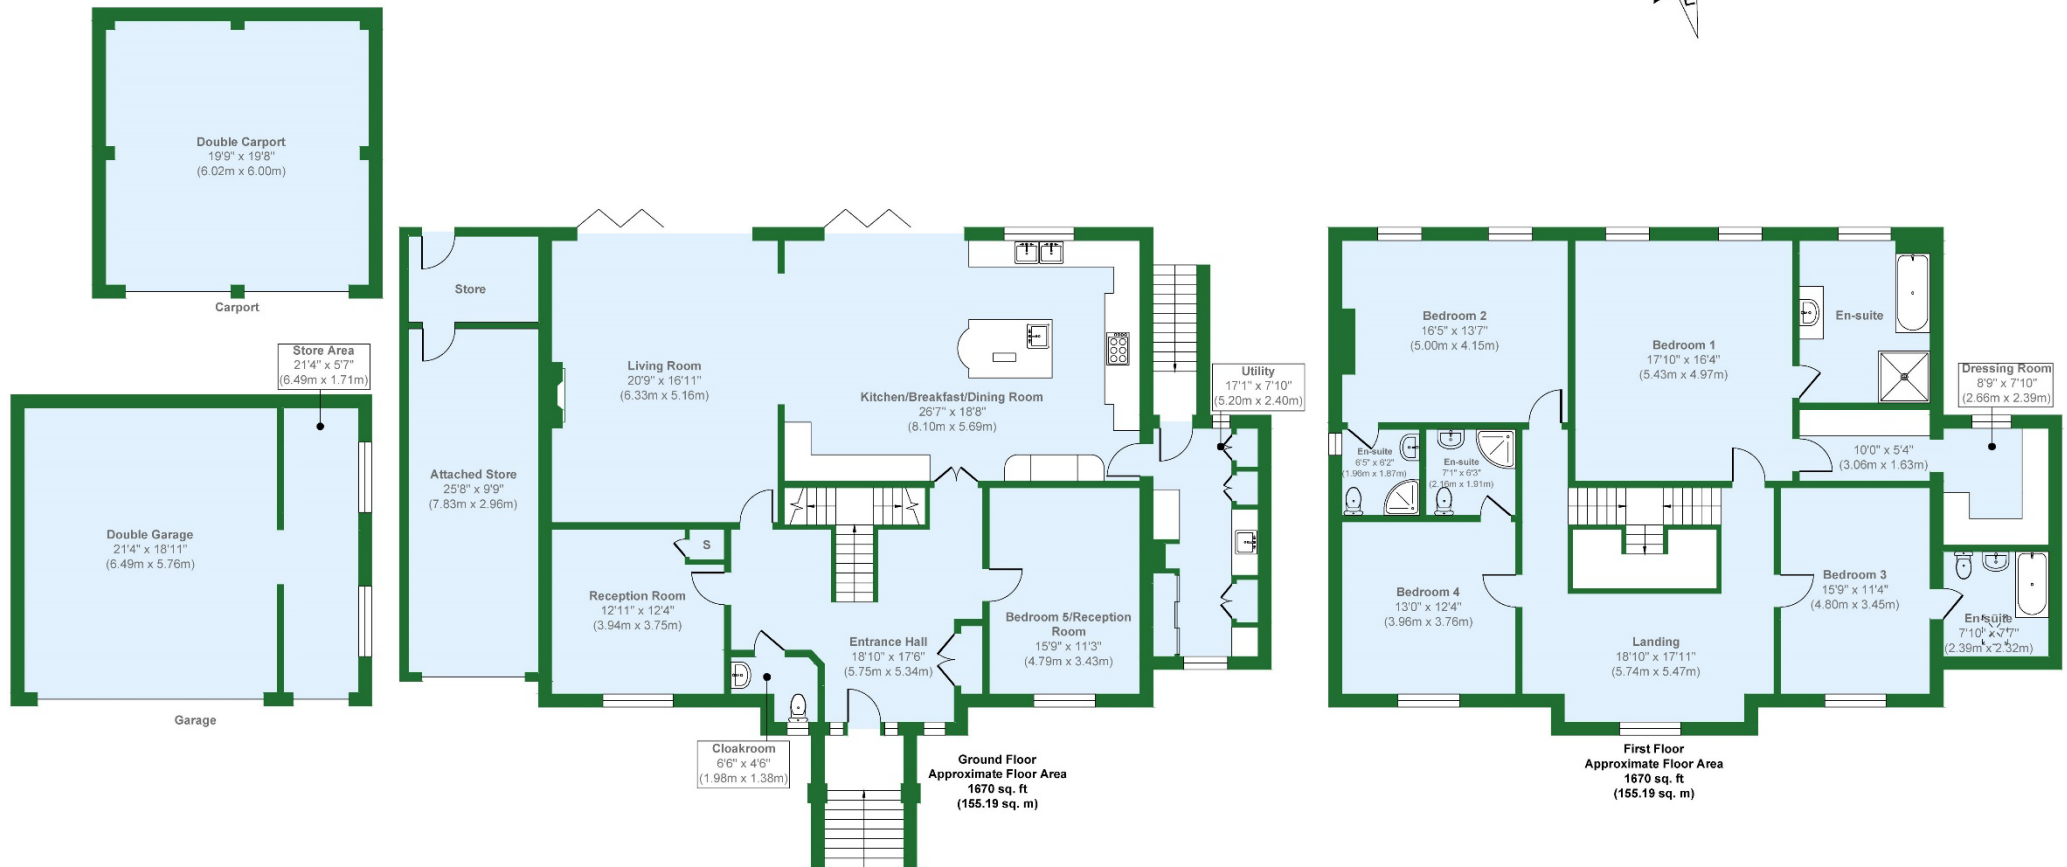 Double Carport
19'9" x 19'8"
(6.02m x 6.00m)
Carport
Store Area
21'4" x 5'7"
(6.49m x 1.71m)
Double Garage
21'4" x 18'11"
(6.49m x 5.76m)
Garage
Store
Attached Store
25'8" x 9'9"
(7.83m x 2.96m)
Living Room
20'9" x 16'11"
(6.33m x 5.16m)
Kitchen/Breakfast/Dining Room
26'7" x 18'8"
(8.10m x 5.69m)
Utility
17'1" x 7'10"
(5.20m x 2.40m)
S
Reception Room
12'11" x 12'4"
(3.94m x 3.75m)
Entrance Hall
18'10" x 17'6"
(5.75m x 5.34m)
Bedroom 5/Reception
Room
15'9" x 11'3"
(4.79m x 3.43m)
Cloakroom
6'6" x 4'6"
(1.98m x 1.38m)
Ground Floor
Approximate Floor Area
1670 sq. ft
(155.19 sq. m)
Bedroom 2
16'5" x 13'7"
(5.00m x 4.15m)
Bedroom 1
17'10" x 16'4"
(5.43m x 4.97m)
En-suite
Dressing Room
8'9" x 7'10"
(2.66m x 2.39m)
En-suite
6'5" x 6'2"
(1.96m x 1.87m)
En-suite
7'1" x 6'3"
(2.16m x 1.91m)
10'0" x 5'4"
(3.06m x 1.63m)
Bedroom 4
13'0" x 12'4"
(3.96m x 3.76m)
Landing
18'10" x 17'11"
(5.74m x 5.47m)
Bedroom 3
15'9" x 11'4"
(4.80m x 3.45m)
En-suite
7'10" x 7'7"
(2.39m x 2.32m)
First Floor
Approximate Floor Area
1670 sq. ft
(155.19 sq. m)